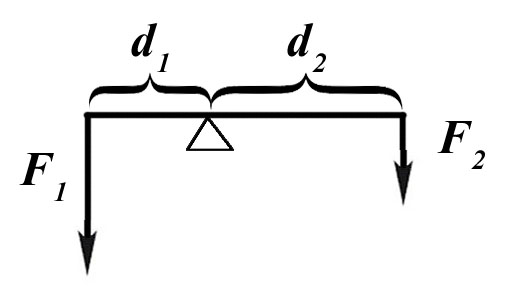 d₁ d₂
F₁ F₂